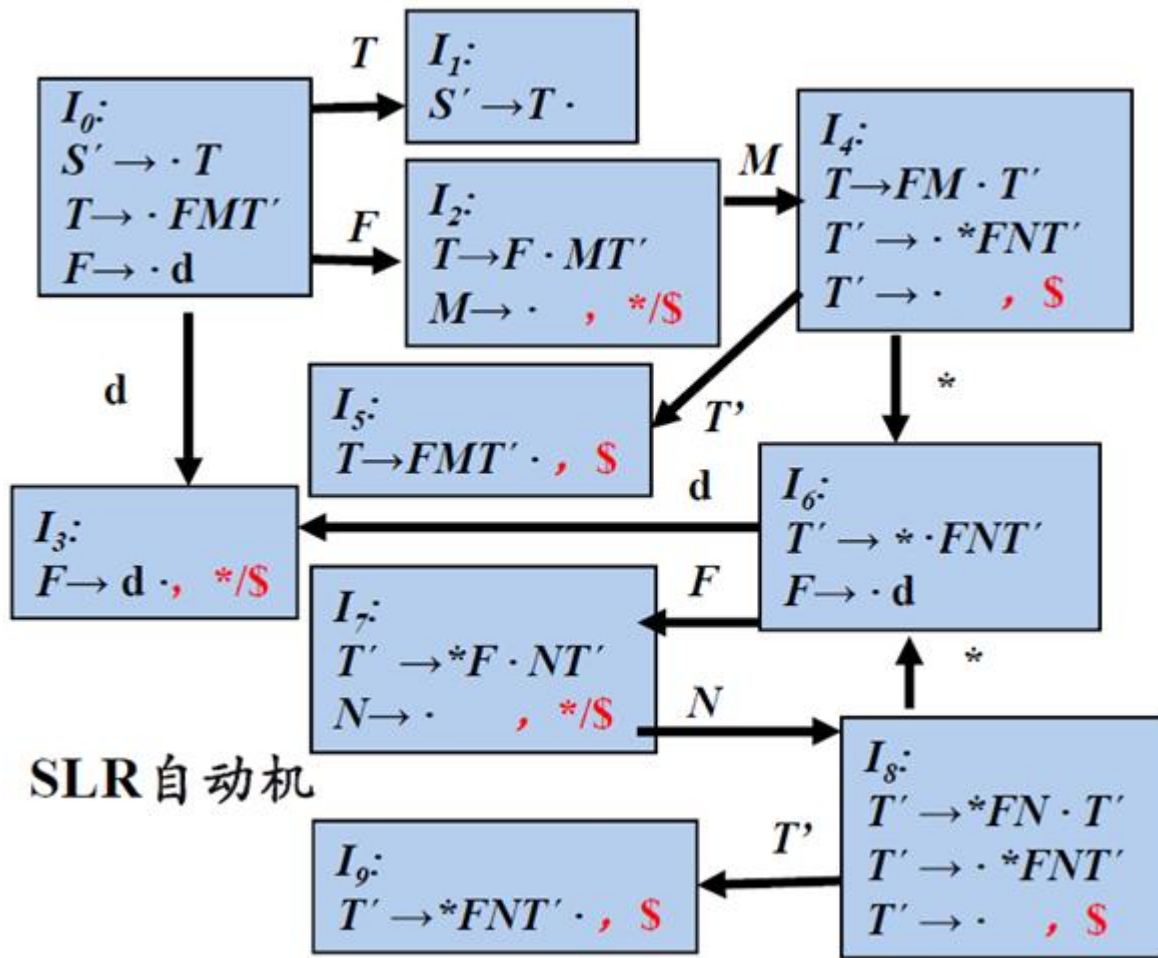 I₀:
S′ → · T
T→ · FMT′
F→ · d
T
I₁:
S′ →T ·
F
I₂:
T→F · MT′
M→ · , */$
M
I₄:
T→FM · T′
T′ → · *FNT′
T′ → · , $
d
I₅:
T→FMT′ · , $
T’
*
d
I₃:
F→ d ·, */$
I₆:
T′ → * ·FNT′
F→ · d
F
I₇:
T′ →*F · NT′
N→ · , */$
N
*
SLR自动机
I₈:
T′ →*FN · T′
T′ → · *FNT′
T′ → · , $
T’
I₉:
T′ →*FNT′ · , $